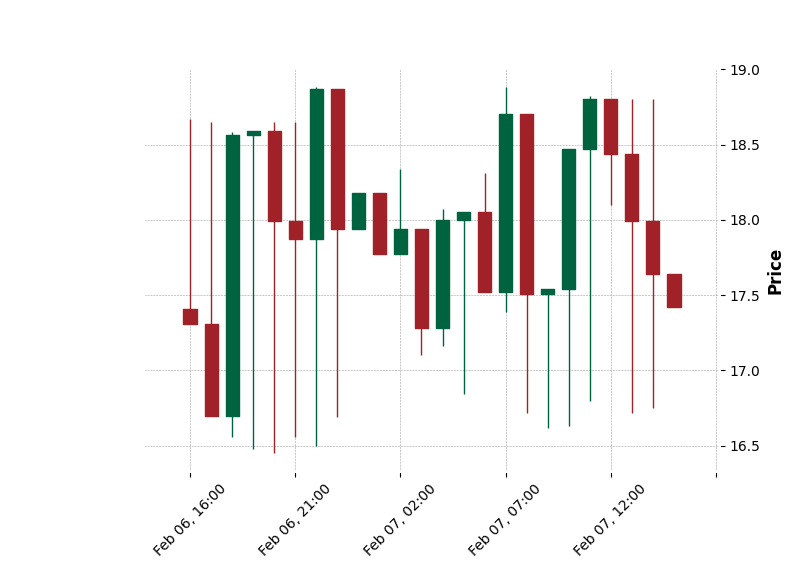 19.0
18.5
18.0
17.5
17.0
16.5
Price
Feb 06, 16:00
Feb 06, 21:00
Feb 07, 02:00
Feb 07, 07:00
Feb 07, 12:00